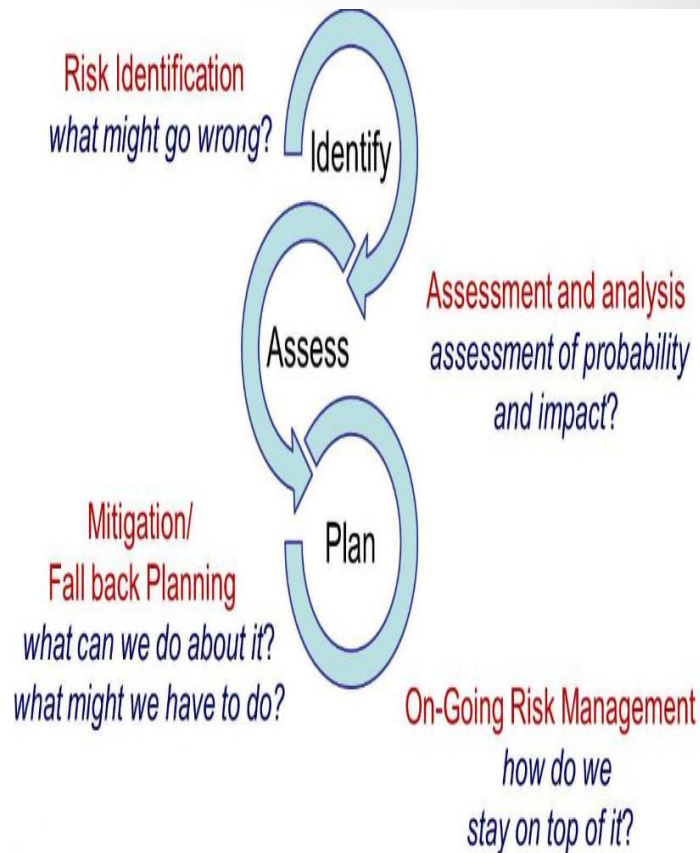 Risk Identification
what might go wrong?
Identify
Assessment and analysis
assessment of probability
and impact?
Assess
Mitigation/
Fall back Planning
what can we do about it?
what might we have to do?
Plan
On-Going Risk Management
how do we
stay on top of it?